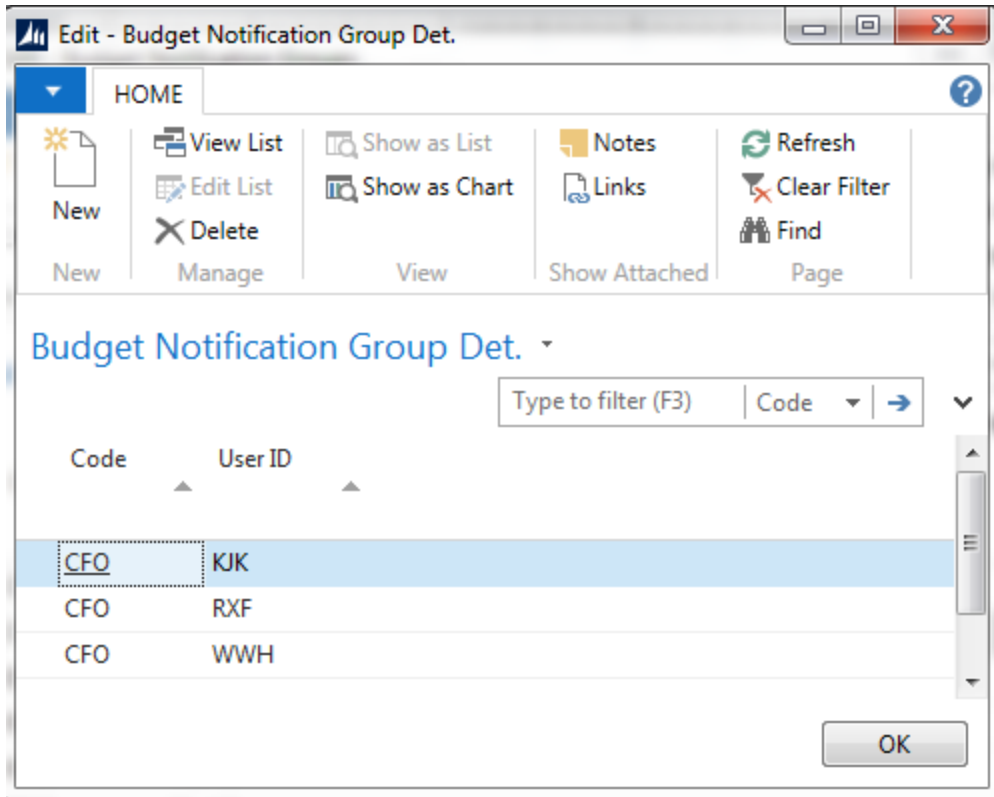 Edit - Budget Notification Group Det.
HOME
New
View List
Edit List
Delete
Show as List
Show as Chart
Notes
Links
Refresh
Clear Filter
Find
New Manage View Show Attached Page
Budget Notification Group Det.
Type to filter (F3) Code
Code User ID
CFO KJK
CFO RXF
CFO WWH
OK